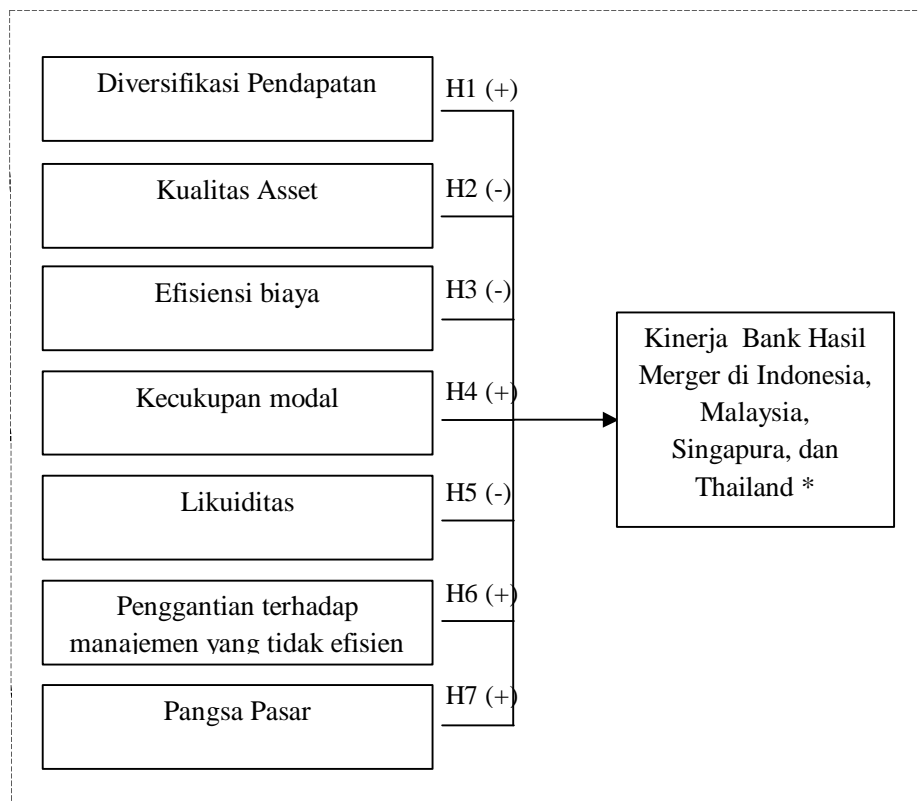 Diversifikasi Pendapatan
H1 (+)
Kualitas Asset
H2 (-)
Efisiensi biaya
H3 (-)
Kecukupan modal
H4 (+)
Likuiditas
H5 (-)
Penggantian terhadap
manajemen yang tidak efisien
H6 (+)
Pangsa Pasar
H7 (+)
Kinerja Bank Hasil
Merger di Indonesia,
Malaysia,
Singapura, dan
Thailand *